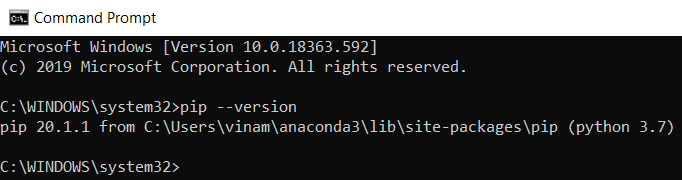 Command Prompt
Microsoft Windows [Version 10.0.18363.592]
(c) 2019 Microsoft Corporation. All rights reserved.
C:\WINDOWS\system32>pip --version
pip 20.1.1 from C:\Users\vinam\anaconda3\lib\site-packages\pip (python 3.7)
C:\WINDOWS\system32>